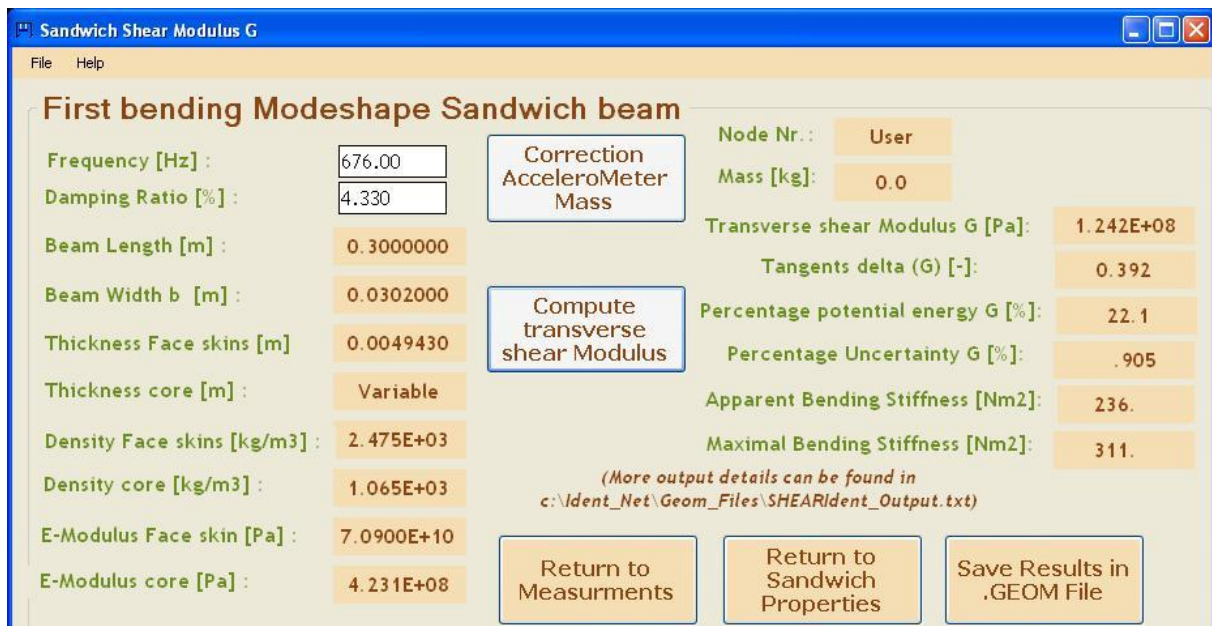 Sandwich Shear Modulus G
File Help
First bending Modeshape Sandwich beam
Frequency [Hz] : 676.00
Damping Ratio [%] : 4.330
Beam Length [m] : 0.3000000
Beam Width b [m] : 0.0302000
Thickness Face skins [m] 0.0049430
Thickness core [m] : Variable
Density Face skins [kg/m3] : 2.475E+03
Density core [kg/m3] : 1.065E+03
E-Modulus Face skin [Pa] : 7.0900E+10
E-Modulus core [Pa] : 4.231E+08
Correction
AcceleroMeter
Mass
Compute
transverse
shear Modulus
Node Nr. : User
Mass [kg]: 0.0
Transverse shear Modulus G [Pa]: 1.242E+08
Tangents delta (G) [-]: 0.392
Percentage potential energy G [%]: 22.1
Percentage Uncertainty G [%]: .905
Apparent Bending Stiffness [Nm2]: 236.
Maximal Bending Stiffness [Nm2]: 311.
(More output details can be found in
c:\Ident_Net\Geom_Files\SHEARIdent_Output.txt)
Return to
Measurments
Return to
Sandwich
Properties
Save Results in
.GEOM File